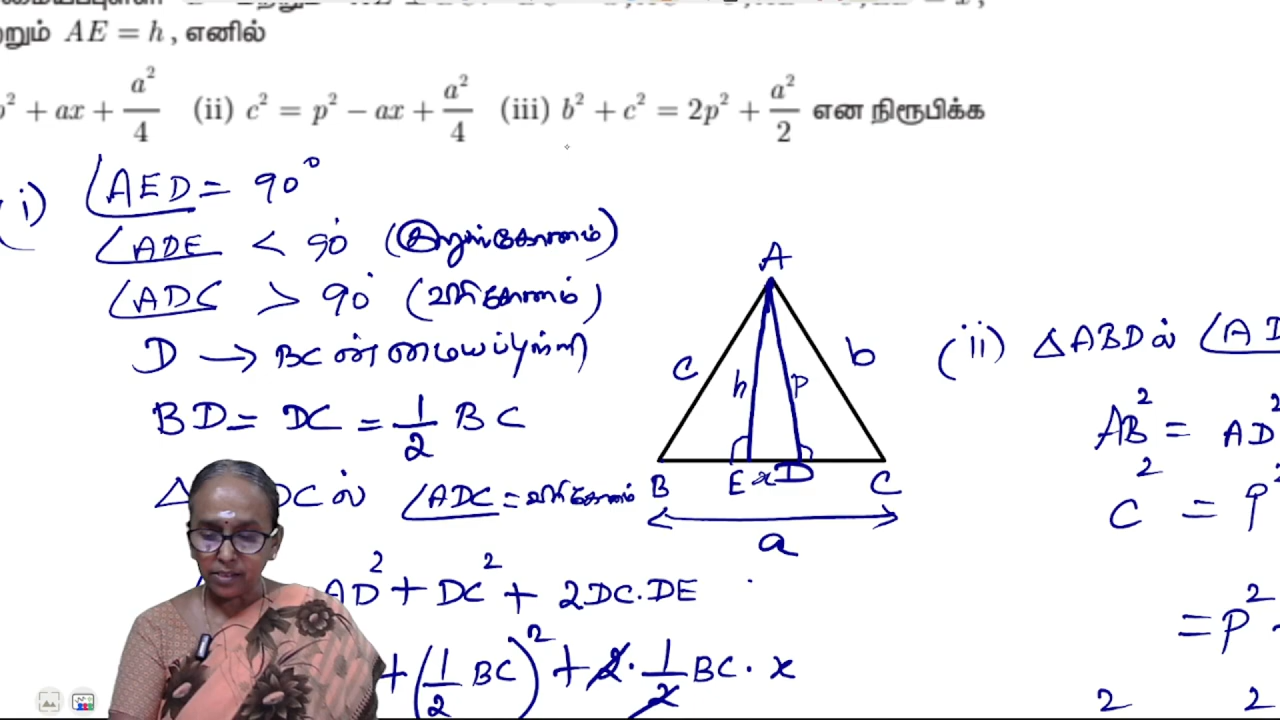 AE = h , எனில்
+ ax + a²/4 (ii) c² = p² − ax + a²/4 (iii) b² + c² = 2p² + a²/2 என நிரூபிக்க
i) ∠AED = 90°
∠ADE < 90° (குறுங்கோணம்)
∠ADC > 90° (விரிகோணம்)
D → BC ன் மையப்புள்ளி
BD = DC = 1/2 BC
DC ல் ∠ADC = விரிகோணம்
AD² + DC² + 2DC·DE
+ (1/2 BC)² + 2· 1/2 BC · x
A
c
h
p
b
B E x D C
a
(ii) △ABD ல்
AB² = AD²
c² = P²
= P²
2 2